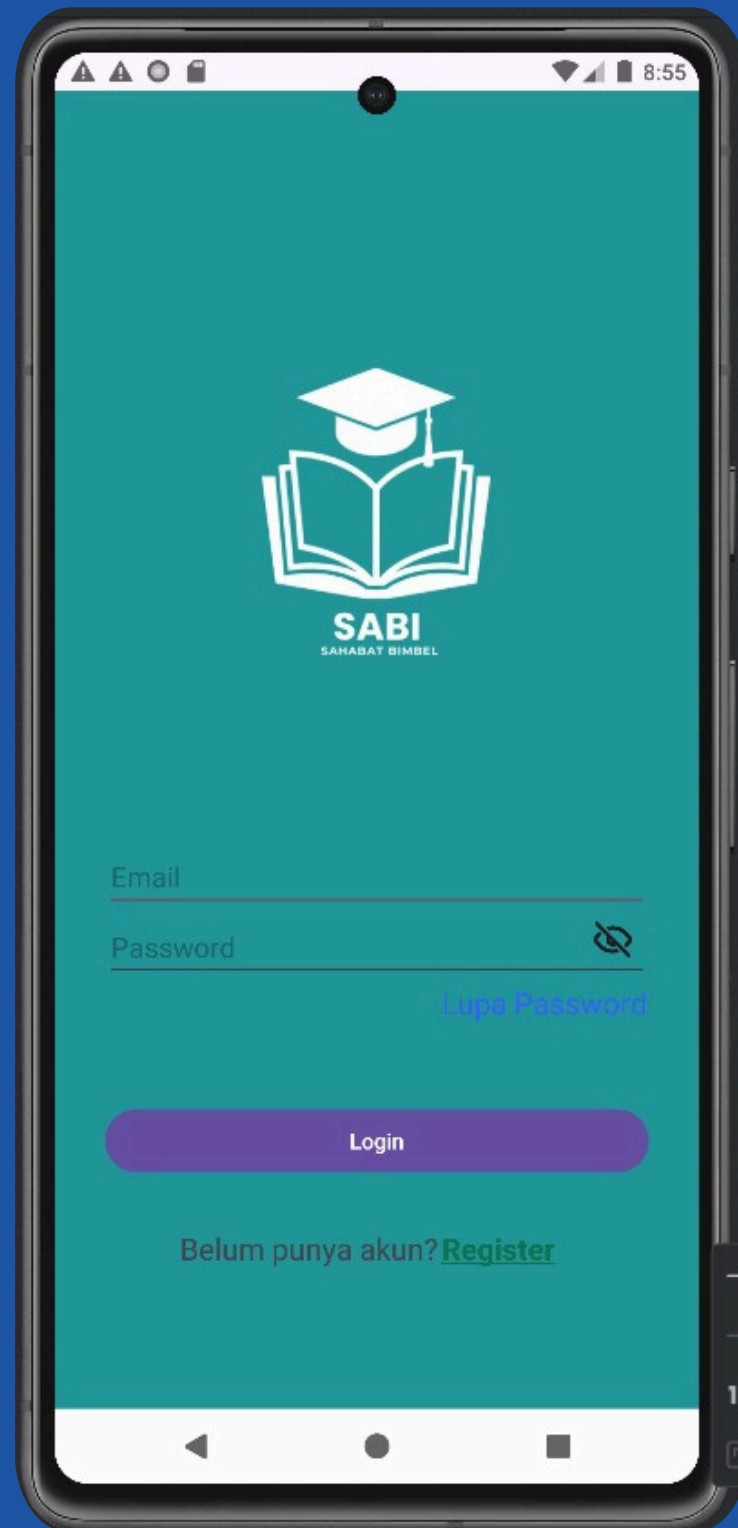 8:55
SABI
SAHABAT BIMBEL
Email
Password
Lupa Password
Login
Belum punya akun? Register